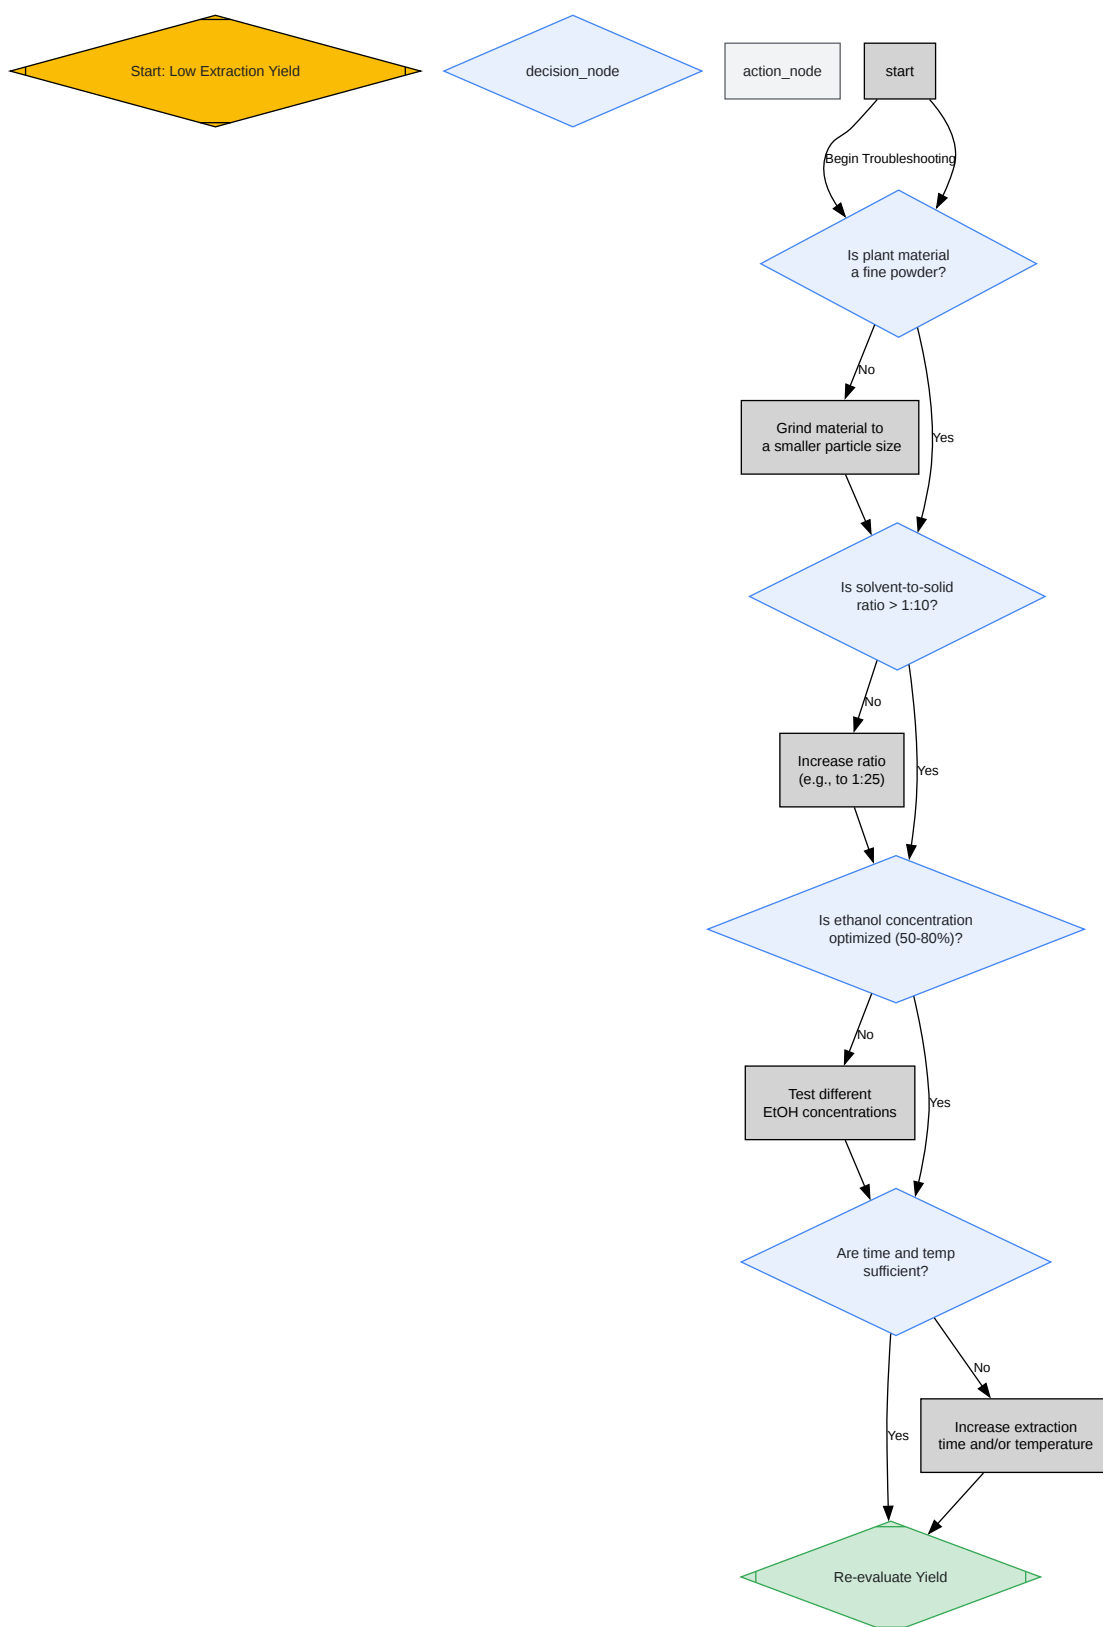 Start: Low Extraction Yield
decision_node
action_node
start
Begin Troubleshooting
Is plant material
a fine powder?
No
Grind material to
a smaller particle size
Yes
Is solvent-to-solid
ratio > 1:10?
No
Increase ratio
(e.g., to 1:25)
Yes
Is ethanol concentration
optimized (50-80%)?
No
Test different
EtOH concentrations
Yes
Are time and temp
sufficient?
No
Increase extraction
time and/or temperature
Yes
Re-evaluate Yield